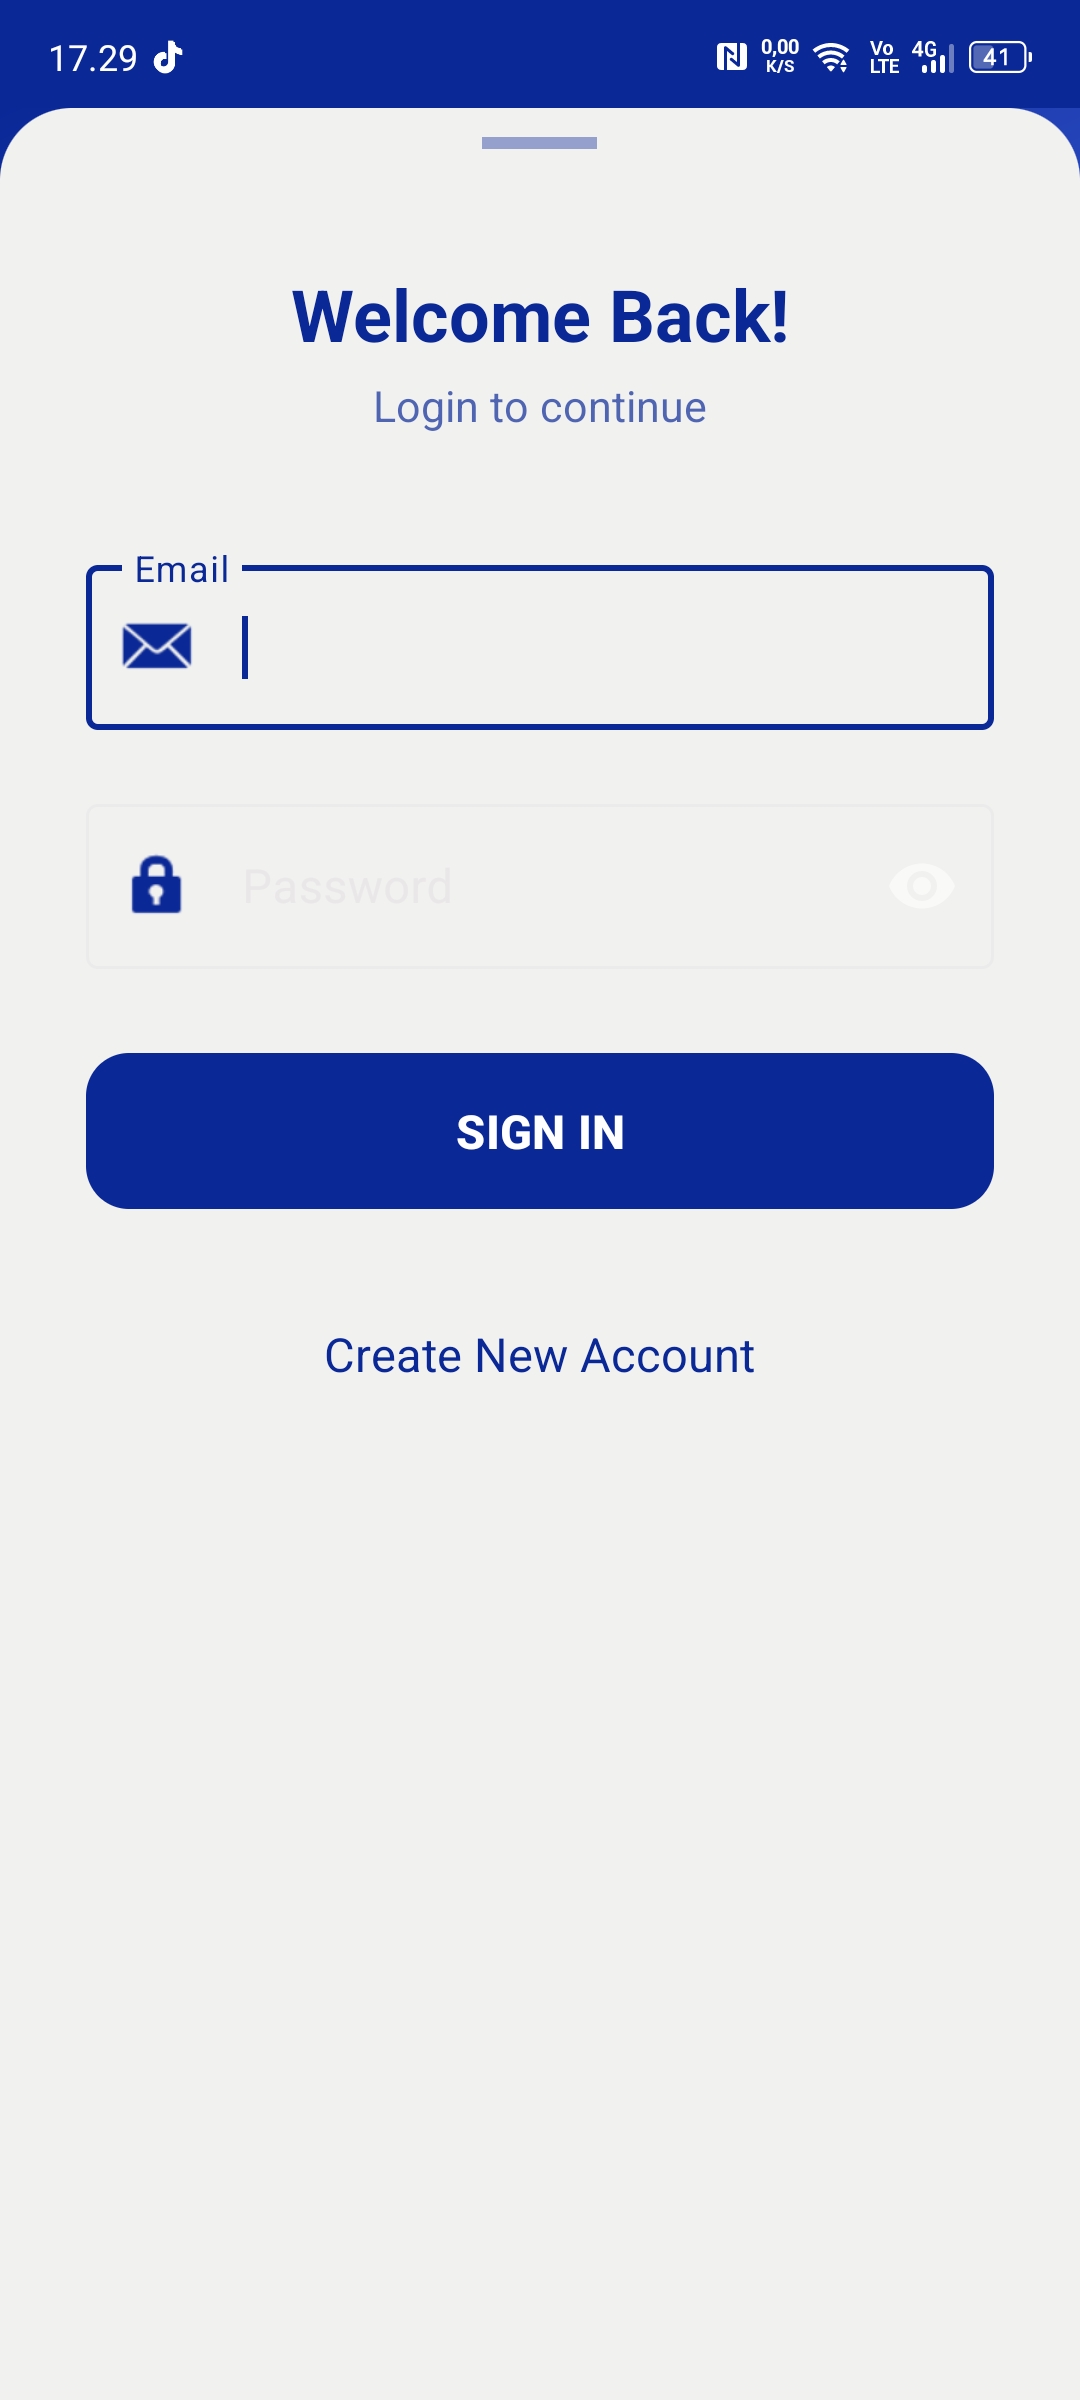 17.29
0,00
K/S
Vo
LTE
4G
41
Welcome Back!
Login to continue
Email
Password
SIGN IN
Create New Account